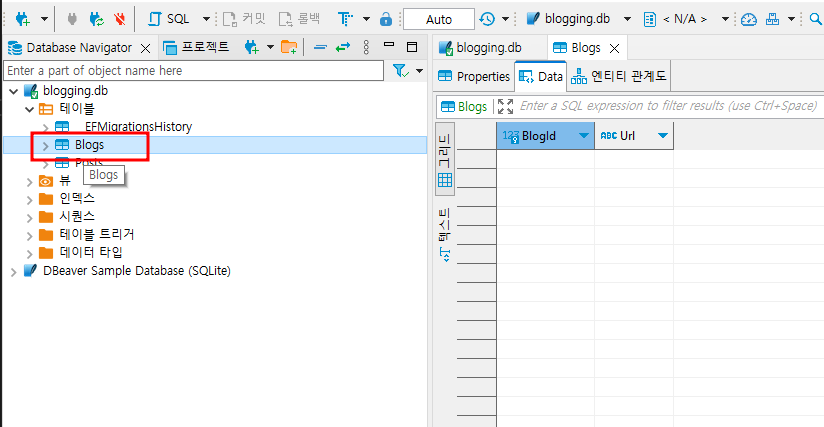 SQL 커밋 롤백 Auto blogging.db < N/A >
Database Navigator 프로젝트
Enter a part of object name here
blogging.db
테이블
__EFMigrationsHistory
Blogs
Posts
Blogs
뷰
인덱스
시퀀스
테이블 트리거
데이터 타입
DBeaver Sample Database (SQLite)
blogging.db Blogs
Properties Data 엔티티 관계도
Blogs Enter a SQL expression to filter results (use Ctrl+Space)
그리드
텍스트
123 BlogId ABC Url